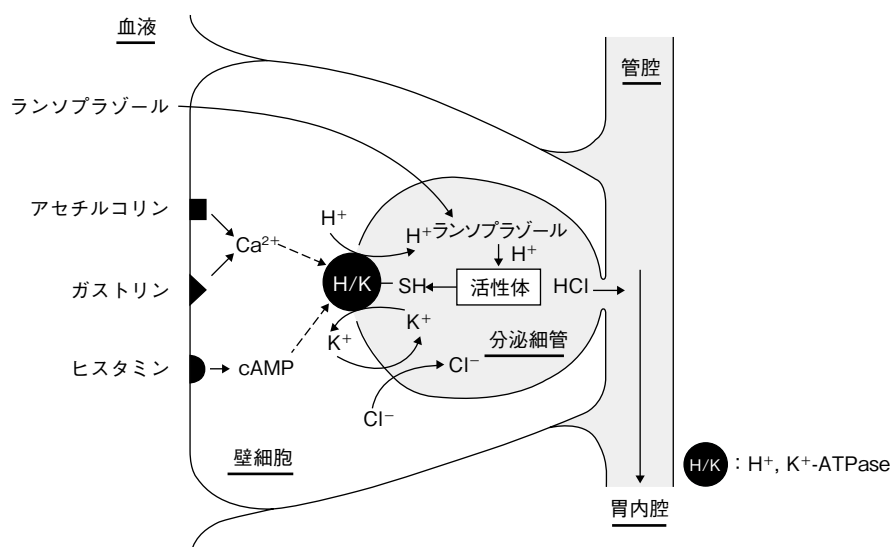 血液
管腔
ランソプラゾール
アセチルコリン
H⁺
H⁺ランソプラゾール
Ca²⁺
H⁺
H/K
SH
活性体
HCl
ガストリン
K⁺
K⁺
分泌細管
ヒスタミン
cAMP
Cl⁻
Cl⁻
壁細胞
H/K：H⁺, K⁺-ATPase
胃内腔